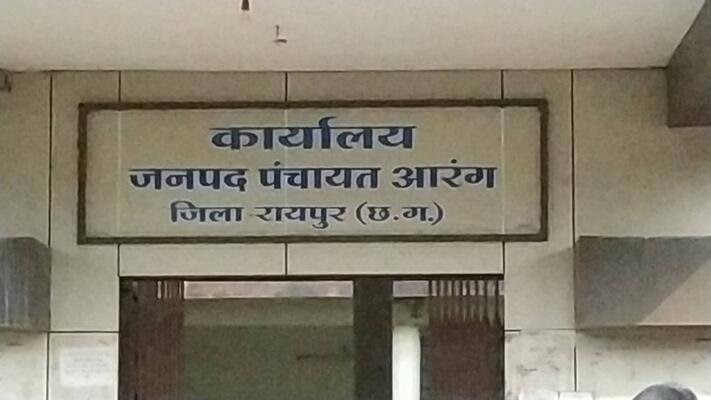 कार्यालय
जनपद पंचायत आरंग
जिला-रायपुर (छ.ग.)